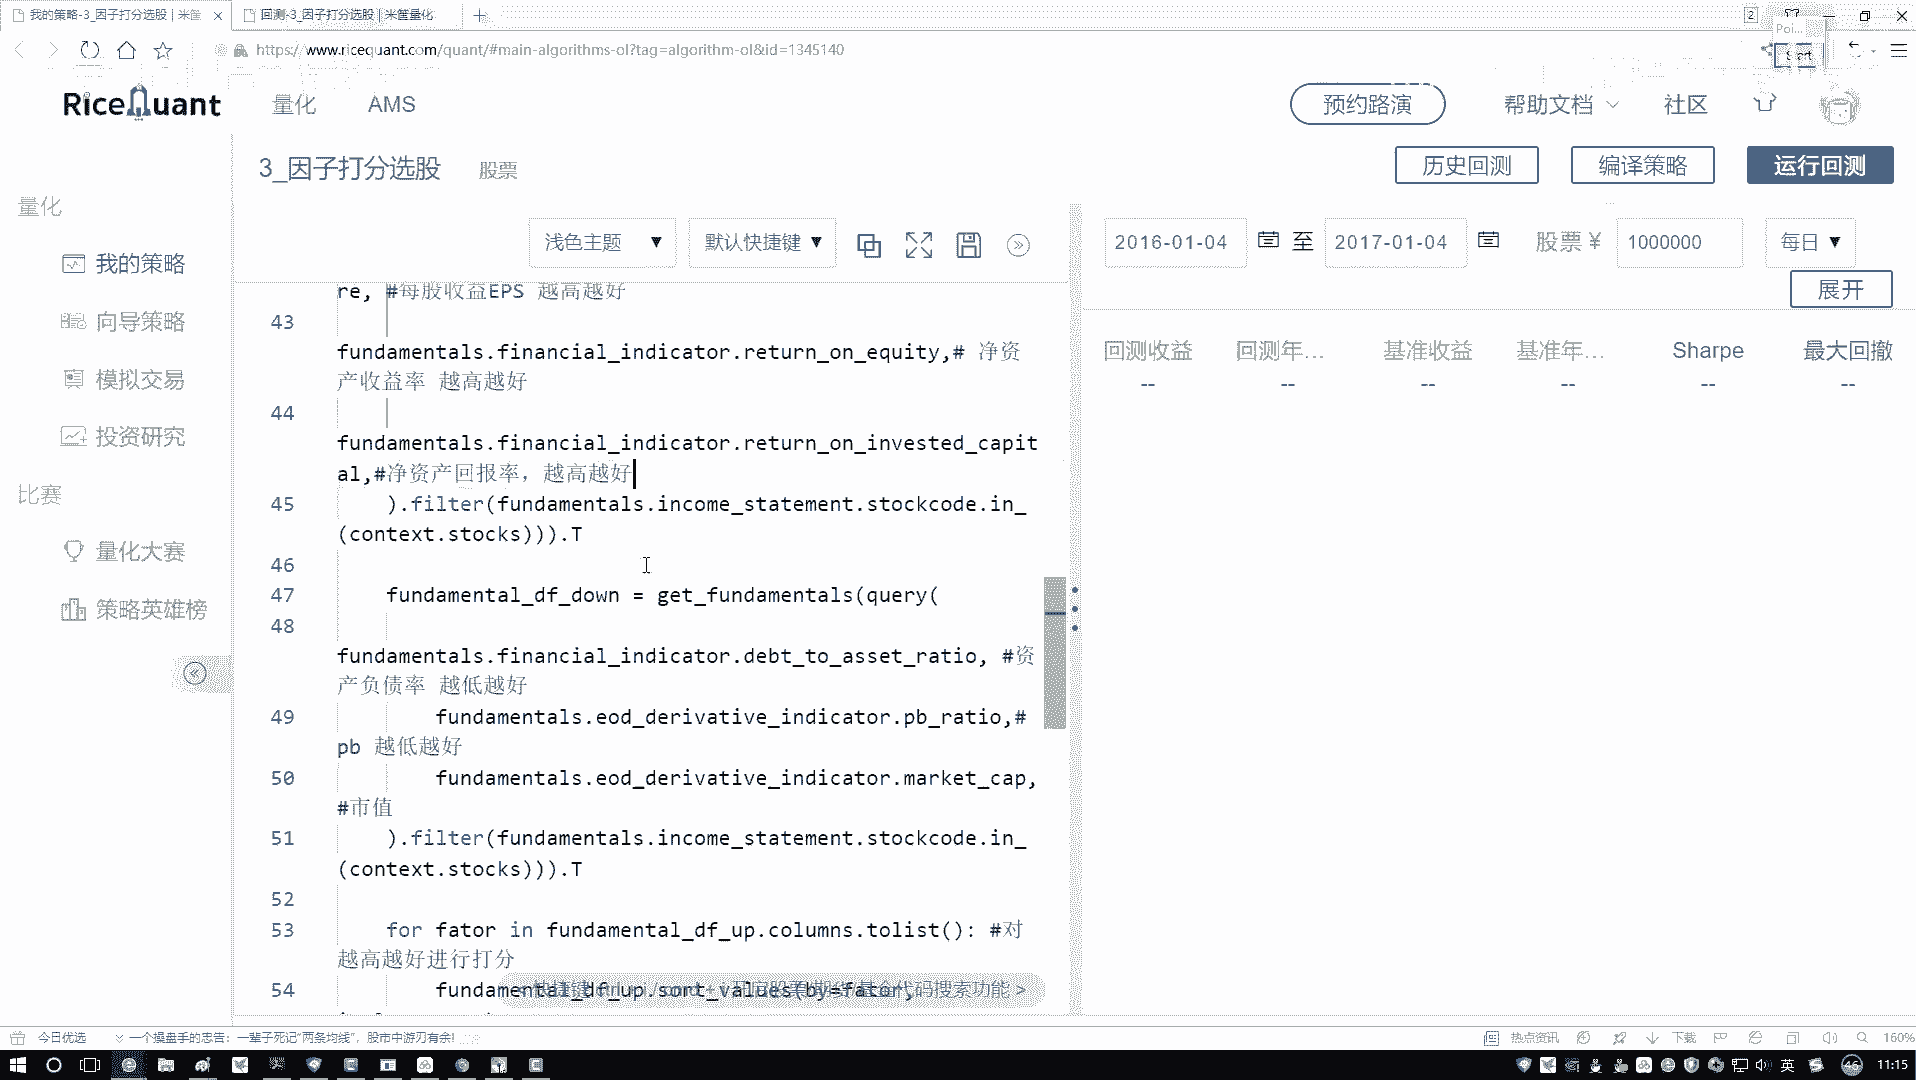 我的策略-3_因子打分选股 | 米筐
回测-3_因子打分选股 | 米筐量化
2
https://www.ricequant.com/quant/#main-algorithms-ol?tag=algorithm-ol&id=1345140
RiceQuant
量化
AMS
预约路演
帮助文档
社区
3_因子打分选股
股票
历史回测
编译策略
运行回测
量化
我的策略
向导策略
模拟交易
投资研究
比赛
量化大赛
策略英雄榜
浅色主题 ▼
默认快捷键 ▼
2016-01-04
至
2017-01-04
股票 ¥
1000000
每日 ▼
展开
回测收益
回测年...
基准收益
基准年...
Sharpe
最大回撤
--
--
--
--
--
--
re, #每股收益EPS 越高越好
43
fundamentals.financial_indicator.return_on_equity,# 净资
产收益率 越高越好
44
fundamentals.financial_indicator.return_on_invested_capit
al,#净资产回报率，越高越好
45 ).filter(fundamentals.income_statement.stockcode.in_
(context.stocks))).T
46
47 fundamental_df_down = get_fundamentals(query(
48
fundamentals.financial_indicator.debt_to_asset_ratio, #资
产负债率 越低越好
49 fundamentals.eod_derivative_indicator.pb_ratio,#
pb 越低越好
50 fundamentals.eod_derivative_indicator.market_cap,
#市值
51 ).filter(fundamentals.income_statement.stockcode.in_
(context.stocks))).T
52
53 for fator in fundamental_df_up.columns.tolist(): #对
越高越好进行打分
54 fundamental_df_up.sort_values(by=fator,
今日优选
一个操盘手的忠告：一辈子死记“两条均线”，股市中游刃有余!
热点资讯
下载
160%
英
46
11:15